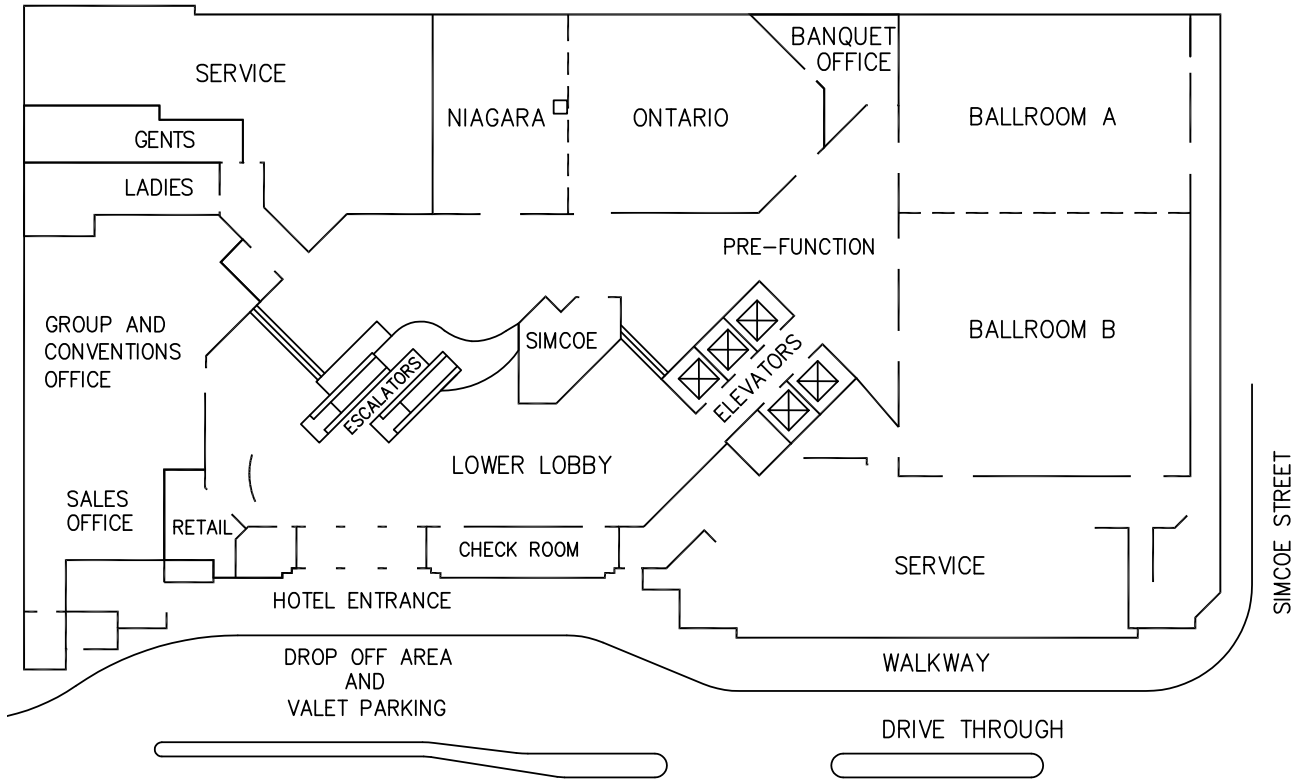 BANQUET
OFFICE
SERVICE
NIAGARA
ONTARIO
BALLROOM A
GENTS
LADIES
PRE-FUNCTION
GROUP AND
CONVENTIONS
OFFICE
SIMCOE
BALLROOM B
ESCALATORS
ELEVATORS
LOWER LOBBY
SALES
OFFICE
RETAIL
CHECK ROOM
SERVICE
SIMCOE STREET
HOTEL ENTRANCE
DROP OFF AREA
AND
VALET PARKING
WALKWAY
DRIVE THROUGH